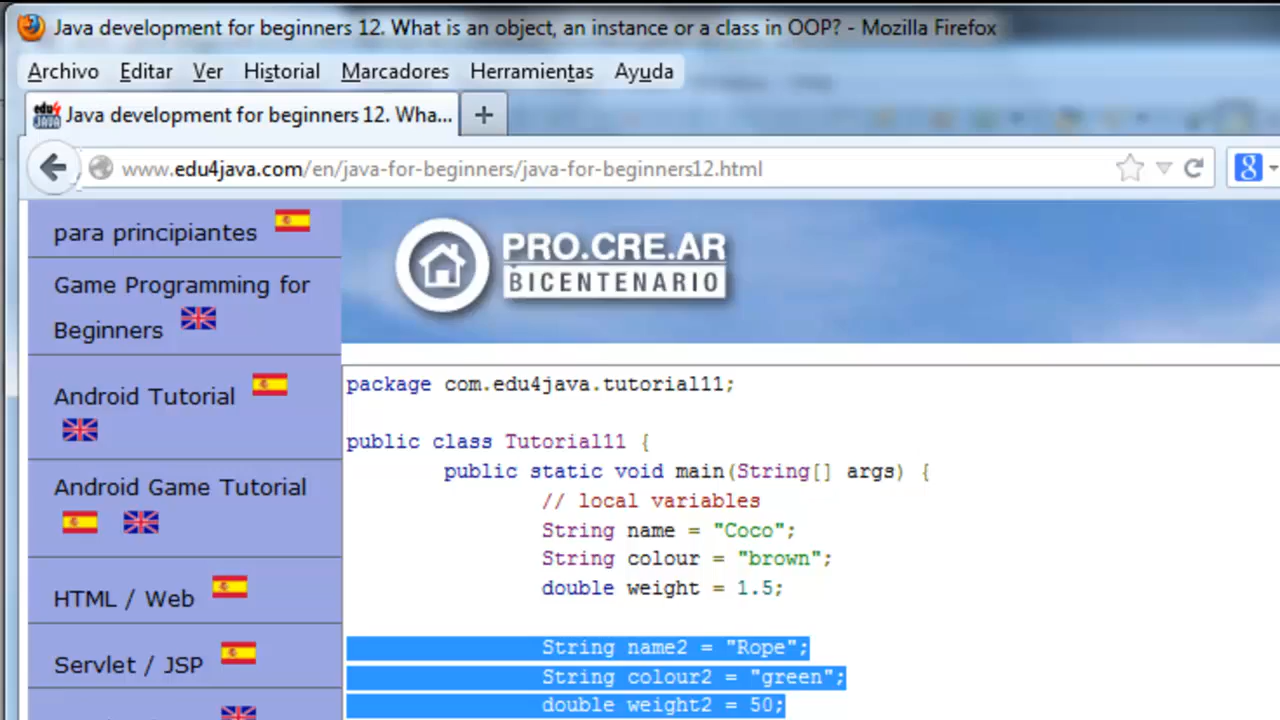 Java development for beginners 12. What is an object, an instance or a class in OOP? - Mozilla Firefox
Archivo Editar Ver Historial Marcadores Herramientas Ayuda
edu4 JAVA Java development for beginners 12. Wha... +
www.edu4java.com/en/java-for-beginners/java-for-beginners12.html g
para principiantes
Game Programming for
Beginners
Android Tutorial
Android Game Tutorial
HTML / Web
Servlet / JSP
PRO.CRE.AR
BICENTENARIO
package com.edu4java.tutorial11;
public class Tutorial11 {
public static void main(String[] args) {
// local variables
String name = "Coco";
String colour = "brown";
double weight = 1.5;
String name2 = "Rope";
String colour2 = "green";
double weight2 = 50;